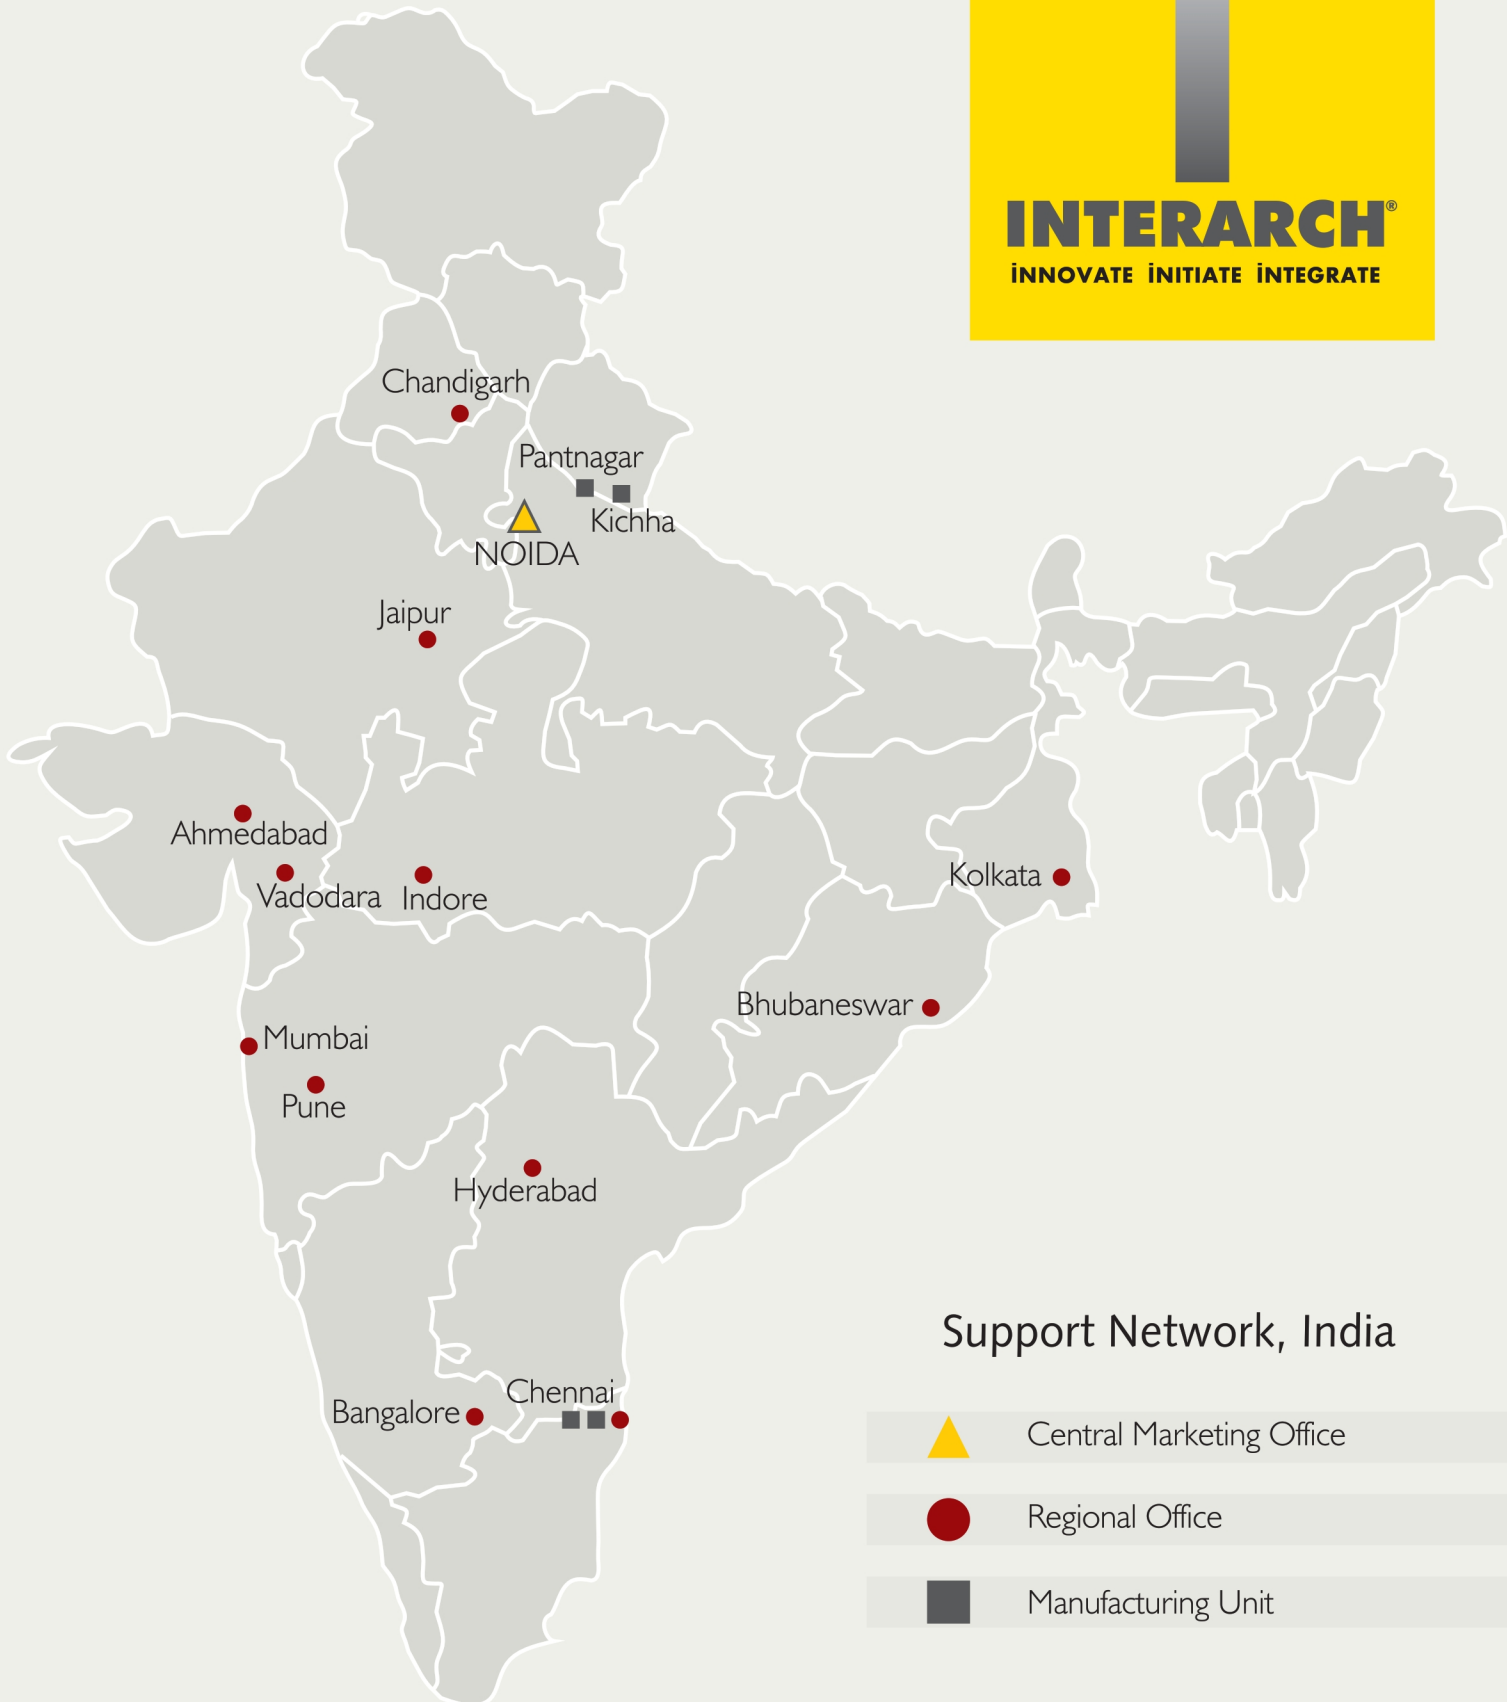 INTERARCH®
iNNOVATE iNITIATE iNTEGRATE
Chandigarh
Pantnagar
Kichha
NOIDA
Jaipur
Ahmedabad
Vadodara
Indore
Kolkata
Bhubaneswar
Mumbai
Pune
Hyderabad
Chennai
Bangalore
Support Network, India
Central Marketing Office
Regional Office
Manufacturing Unit